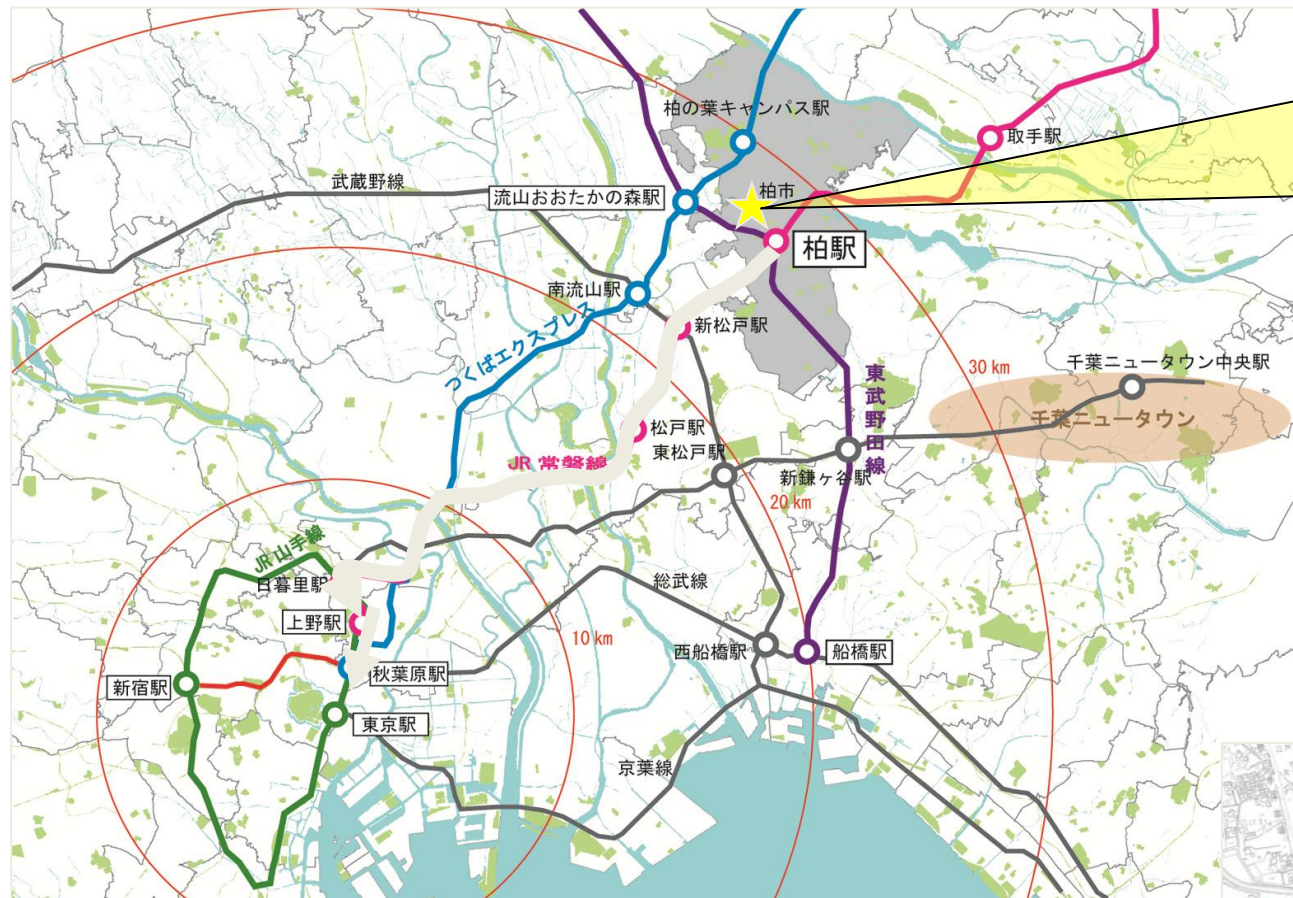 柏の葉キャンパス駅
取手駅
武蔵野線
流山おおたかの森駅
柏市
柏駅
南流山駅
新松戸駅
つくばエクスプレス
東武野田線
30 km
千葉ニュータウン中央駅
千葉ニュータウン
松戸駅
東松戸駅
JR 常磐線
新鎌ヶ谷駅
20 km
JR 山手線
日暮里駅
総武線
上野駅
10 km
西船橋駅
船橋駅
新宿駅
秋葉原駅
東京駅
京葉線